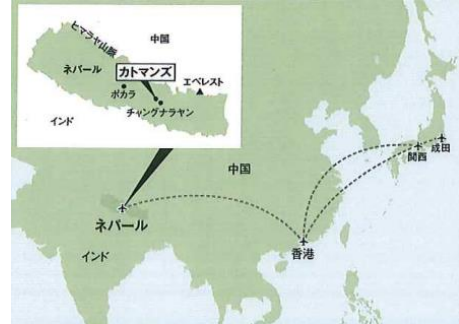 ヒマラヤ山脈
中国
ネパール
カトマンズ
エベレスト
ポカラ
チャングナラヤン
インド
中国
関西
成田
ネパール
香港
インド